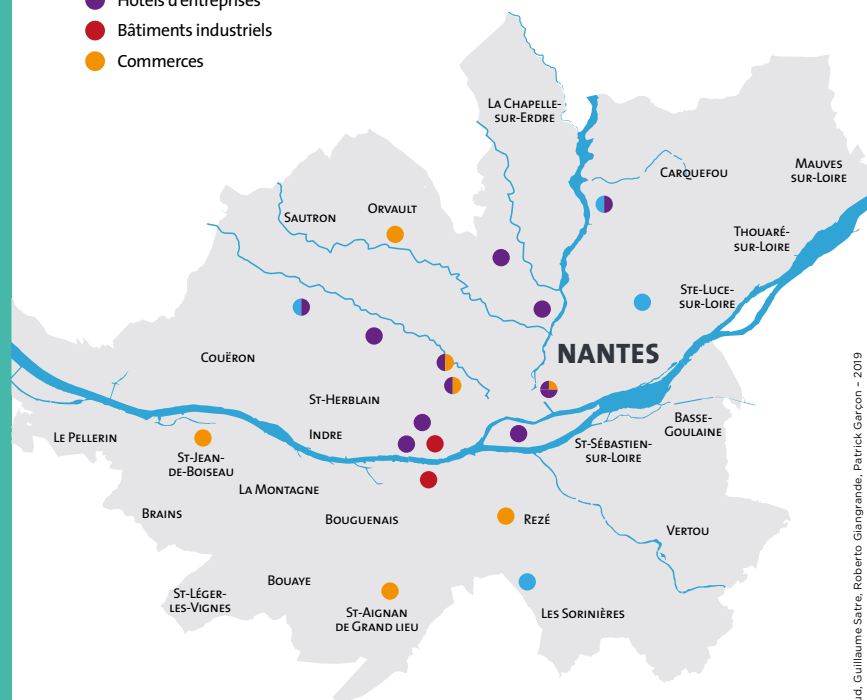 Hôtels d'entreprises
Bâtiments industriels
Commerces
La Chapelle-
sur-Erdre
Carquefou
Mauves
sur-Loire
Orvault
Sautron
Thouaré-
sur-Loire
Ste-Luce-
sur-Loire
NANTES
Couëron
St-Herblain
Indre
Basse-
Goulaine
St-Sébastien-
sur-Loire
Le Pellerin
St-Jean-
de-Boiseau
La Montagne
Brains
Bouguenais
Rezé
Vertou
Bouaye
St-Léger-
les-Vignes
St-Aignan
de Grand lieu
Les Sorinières
Guillaume Satre, Roberto Giangrande, Patrick Garçon – 2019